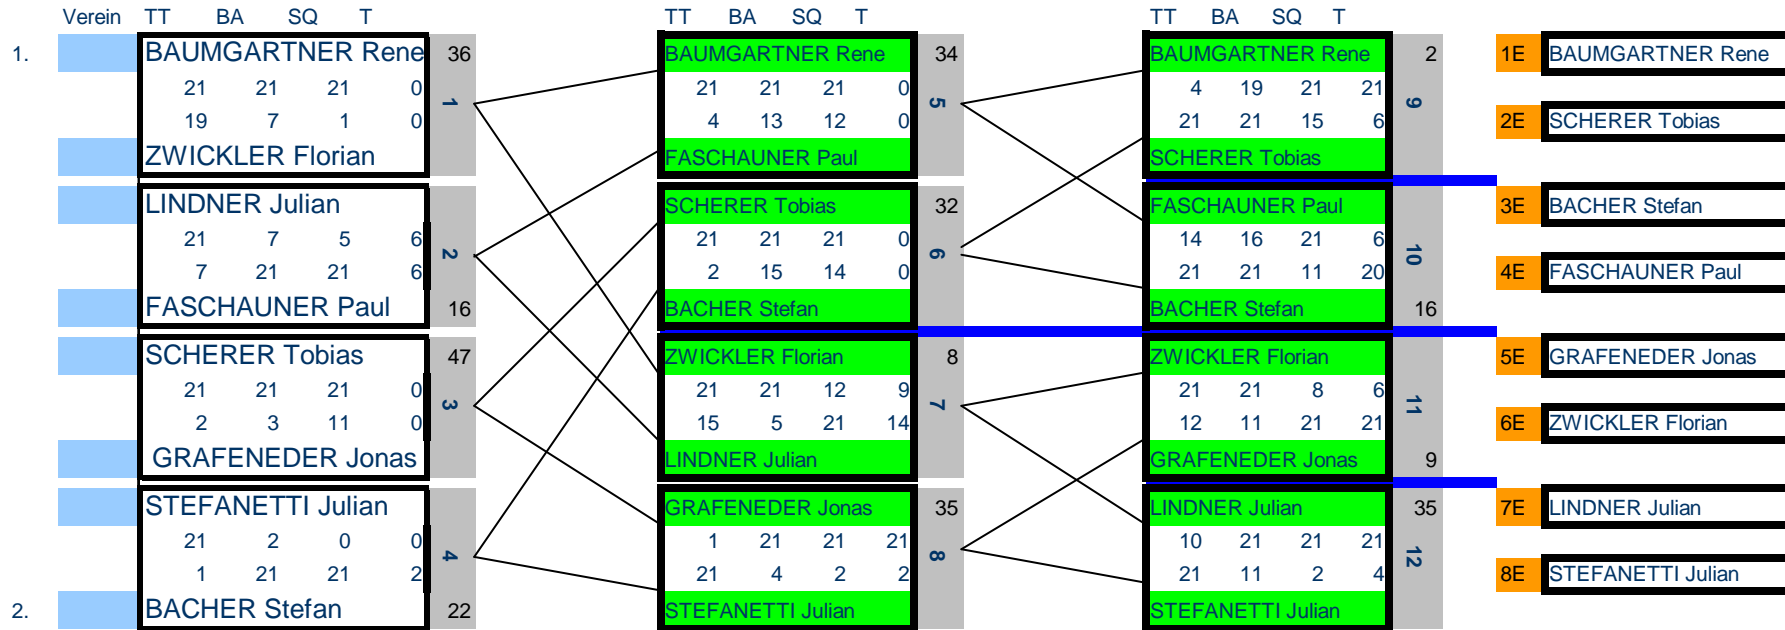 Verein TT BA SQ T TT BA SQ T TT BA SQ T
1. BAUMGARTNER Rene 36 BAUMGARTNER Rene 34 BAUMGARTNER Rene 2 1E BAUMGARTNER Rene
21 21 21 0 21 21 21 0 4 19 21 21
1 5 9
19 7 1 0 4 13 12 0 21 21 15 6 2E SCHERER Tobias
ZWICKLER Florian FASCHAUNER Paul SCHERER Tobias
LINDNER Julian SCHERER Tobias 32 FASCHAUNER Paul 3E BACHER Stefan
21 7 5 6 21 21 21 0 14 16 21 6
2 6 10
7 21 21 6 2 15 14 0 21 21 11 20 4E FASCHAUNER Paul
FASCHAUNER Paul 16 BACHER Stefan BACHER Stefan 16
SCHERER Tobias 47 ZWICKLER Florian 8 ZWICKLER Florian 5E GRAFENEDER Jonas
21 21 21 0 21 21 12 9 21 21 8 6
3 7 11
2 3 11 0 15 5 21 14 12 11 21 21 6E ZWICKLER Florian
GRAFENEDER Jonas LINDNER Julian GRAFENEDER Jonas 9
STEFANETTI Julian GRAFENEDER Jonas 35 LINDNER Julian 35 7E LINDNER Julian
21 2 0 0 1 21 21 21 10 21 21 21
4 8 12
1 21 21 2 21 4 2 2 21 11 2 4 8E STEFANETTI Julian
2. BACHER Stefan 22 STEFANETTI Julian STEFANETTI Julian